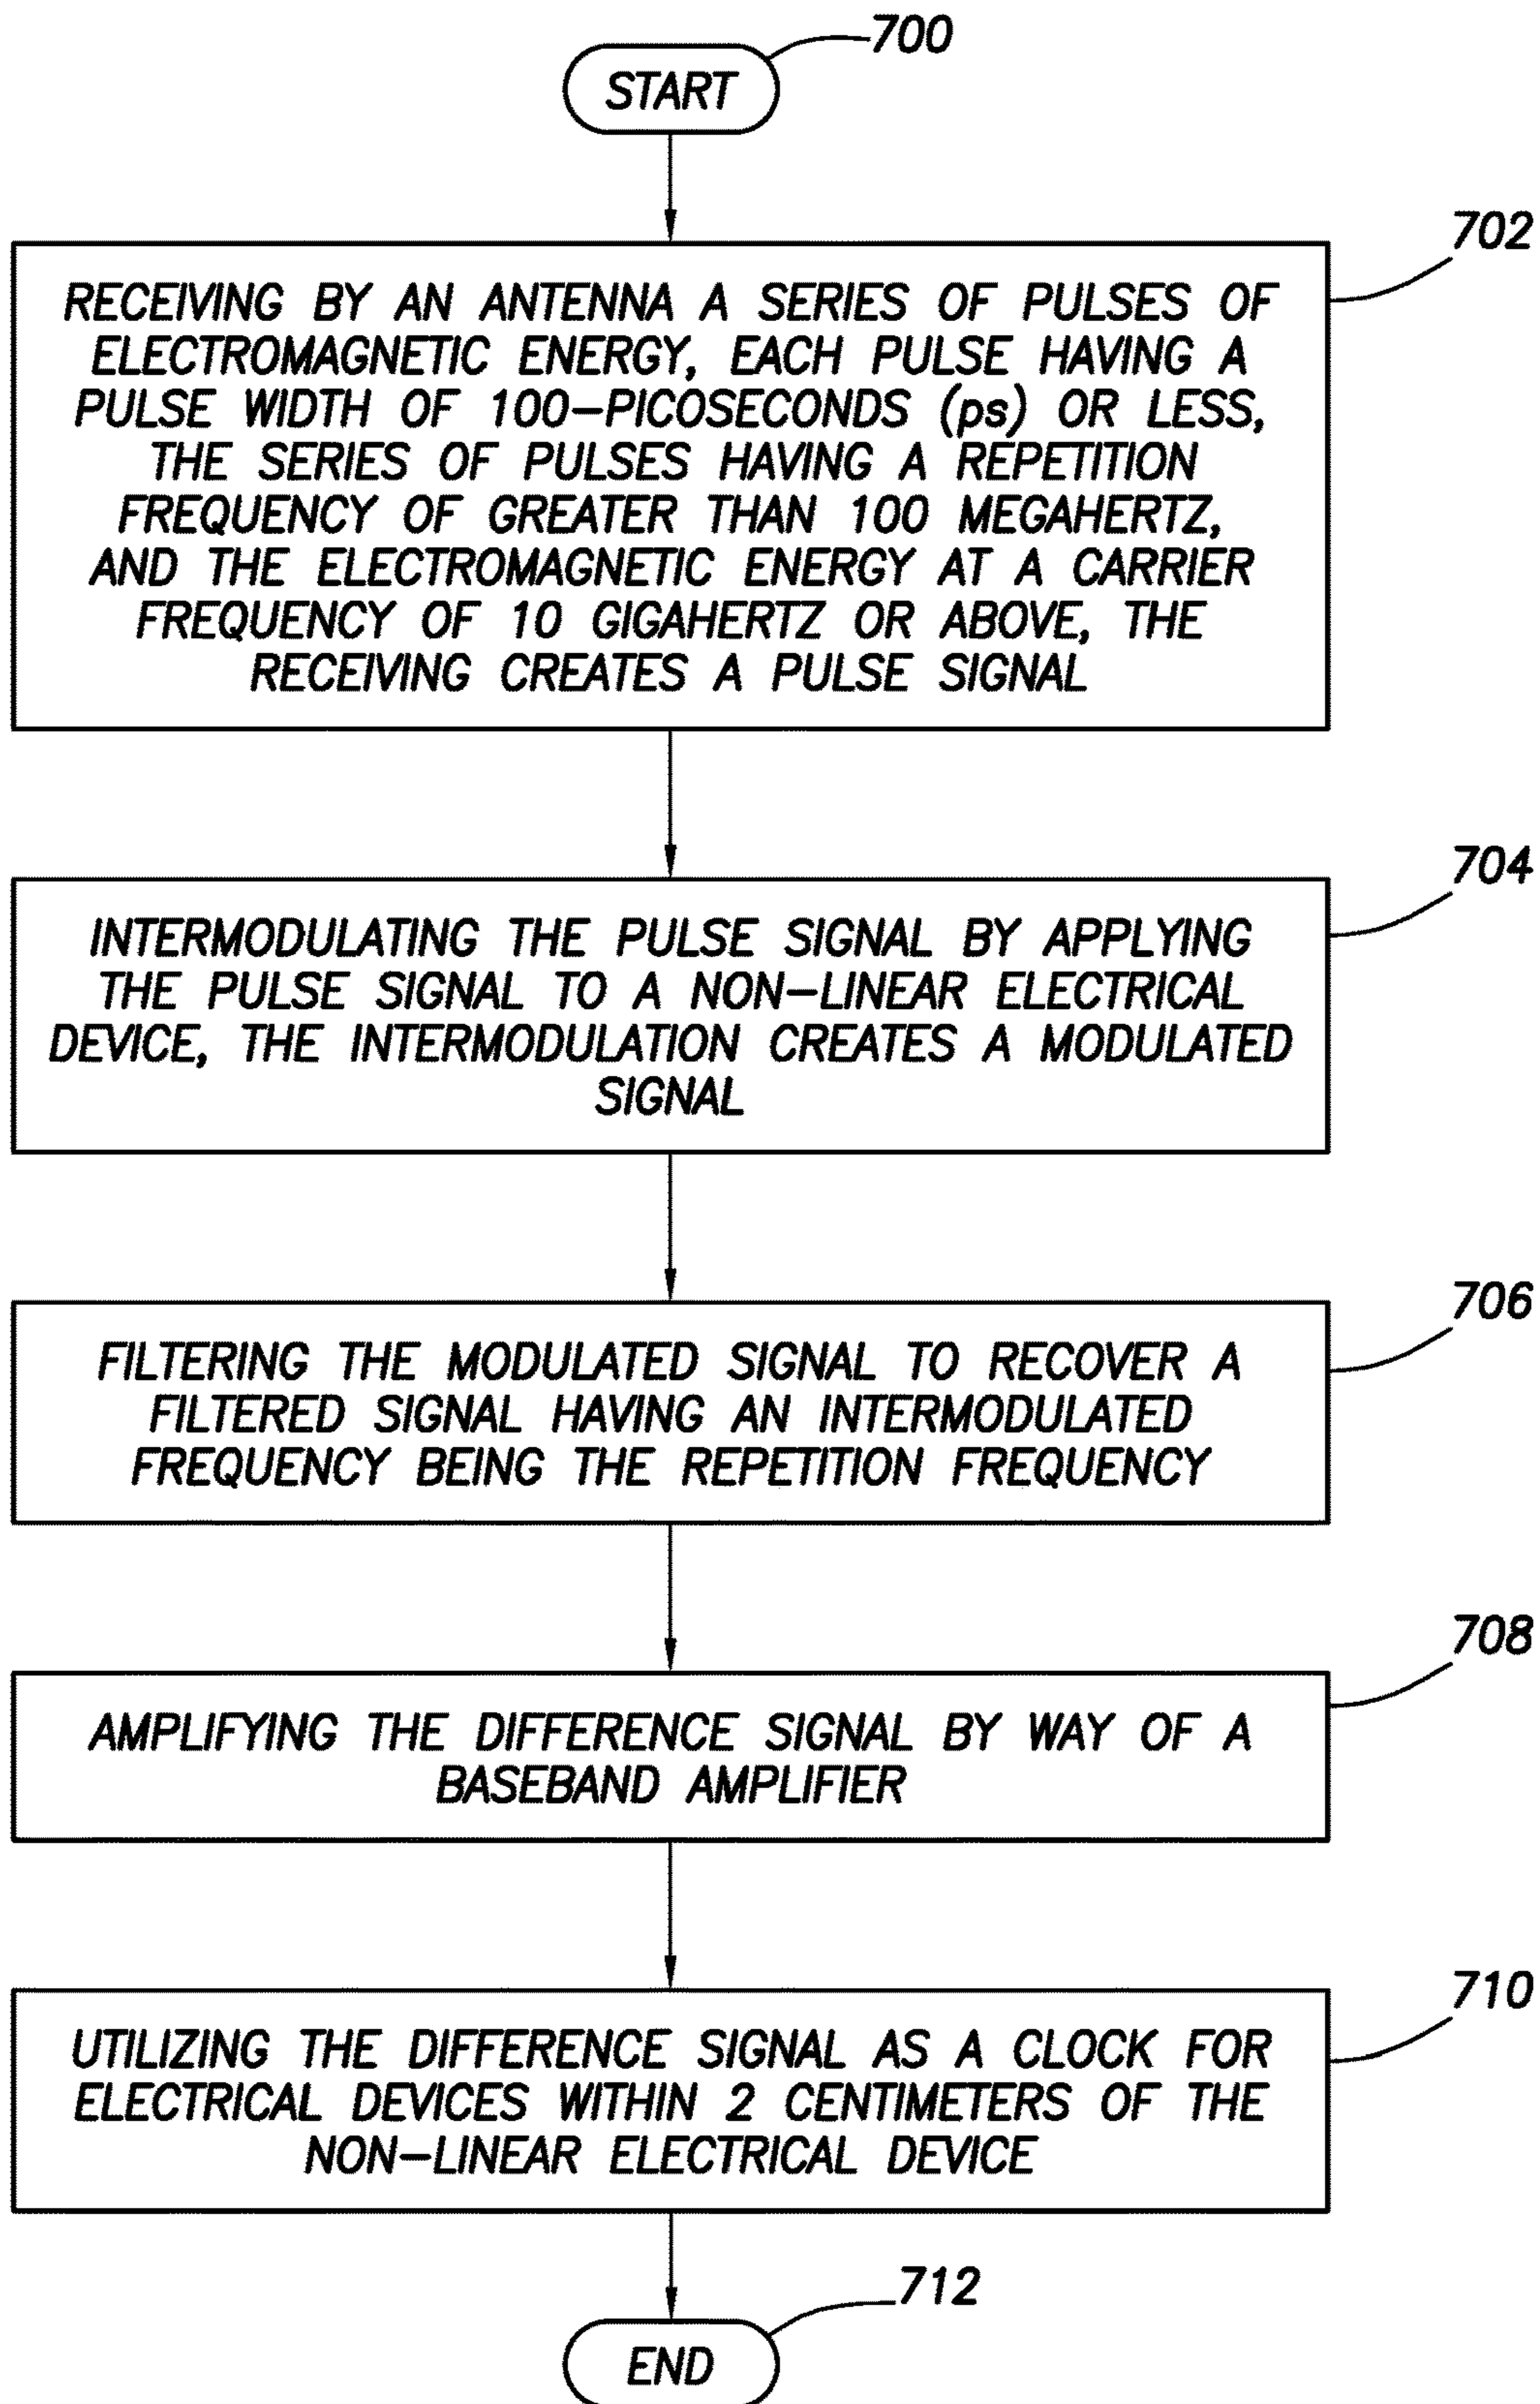 700
START
702
RECEIVING BY AN ANTENNA A SERIES OF PULSES OF
ELECTROMAGNETIC ENERGY, EACH PULSE HAVING A
PULSE WIDTH OF 100-PICOSECONDS (ps) OR LESS,
THE SERIES OF PULSES HAVING A REPETITION
FREQUENCY OF GREATER THAN 100 MEGAHERTZ,
AND THE ELECTROMAGNETIC ENERGY AT A CARRIER
FREQUENCY OF 10 GIGAHERTZ OR ABOVE, THE
RECEIVING CREATES A PULSE SIGNAL
704
INTERMODULATING THE PULSE SIGNAL BY APPLYING
THE PULSE SIGNAL TO A NON-LINEAR ELECTRICAL
DEVICE, THE INTERMODULATION CREATES A MODULATED
SIGNAL
706
FILTERING THE MODULATED SIGNAL TO RECOVER A
FILTERED SIGNAL HAVING AN INTERMODULATED
FREQUENCY BEING THE REPETITION FREQUENCY
708
AMPLIFYING THE DIFFERENCE SIGNAL BY WAY OF A
BASEBAND AMPLIFIER
710
UTILIZING THE DIFFERENCE SIGNAL AS A CLOCK FOR
ELECTRICAL DEVICES WITHIN 2 CENTIMETERS OF THE
NON-LINEAR ELECTRICAL DEVICE
712
END